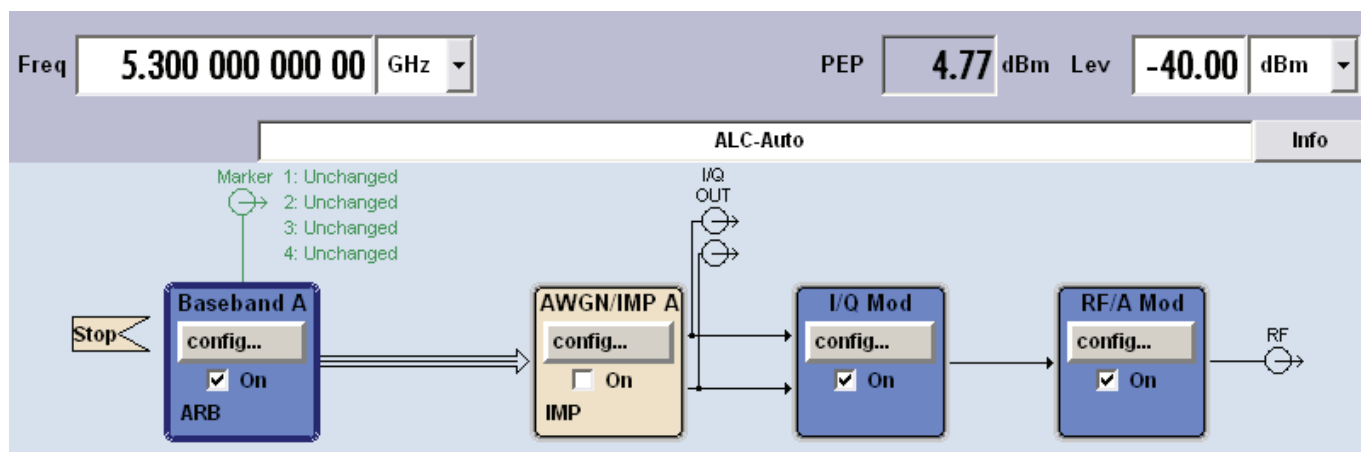 Freq 5.300 000 000 00 GHz PEP 4.77 dBm Lev -40.00 dBm
ALC-Auto Info
Marker 1: Unchanged
2: Unchanged
3: Unchanged
4: Unchanged
I/Q
OUT
Baseband A AWGN/IMP A I/Q Mod RF/A Mod
Stop config... config... config... config... RF
On On On On
ARB IMP